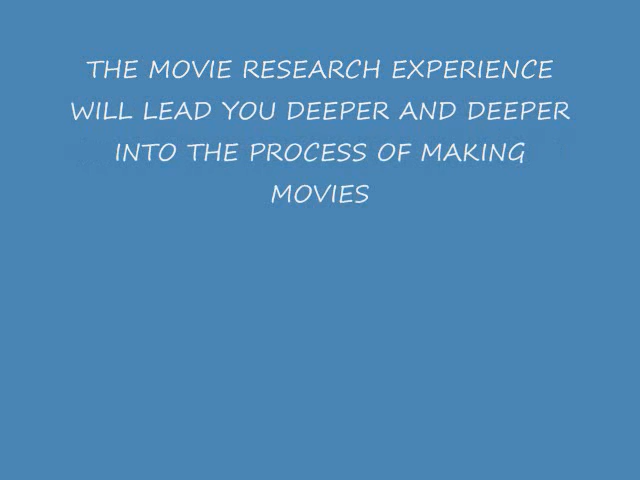 THE MOVIE RESEARCH EXPERIENCE
WILL LEAD YOU DEEPER AND DEEPER
INTO THE PROCESS OF MAKING
MOVIES